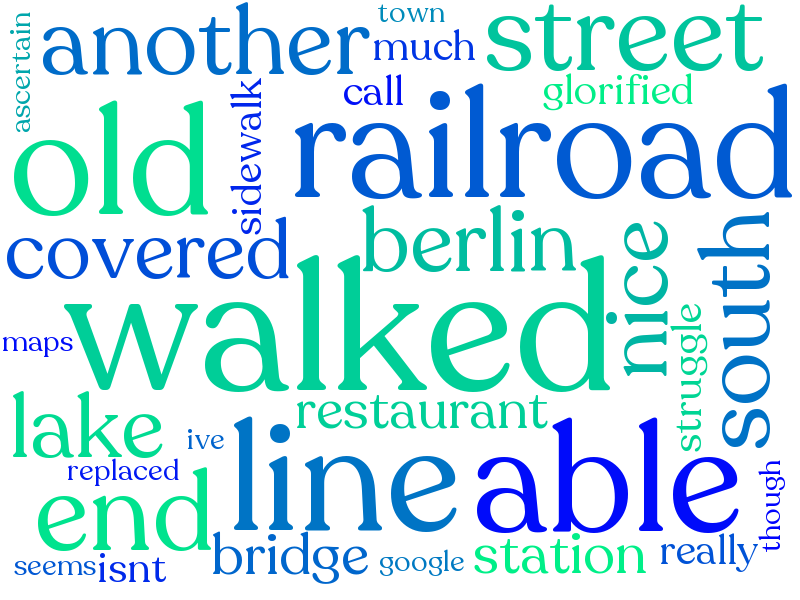 ascertain
another
town
much
street
call
glorified
old
sidewalk
railroad
covered
berlin
nice
south
walked
maps
struggle
lake
restaurant
ive
line
able
replaced
end
though
seems
isnt
bridge
google
station
really